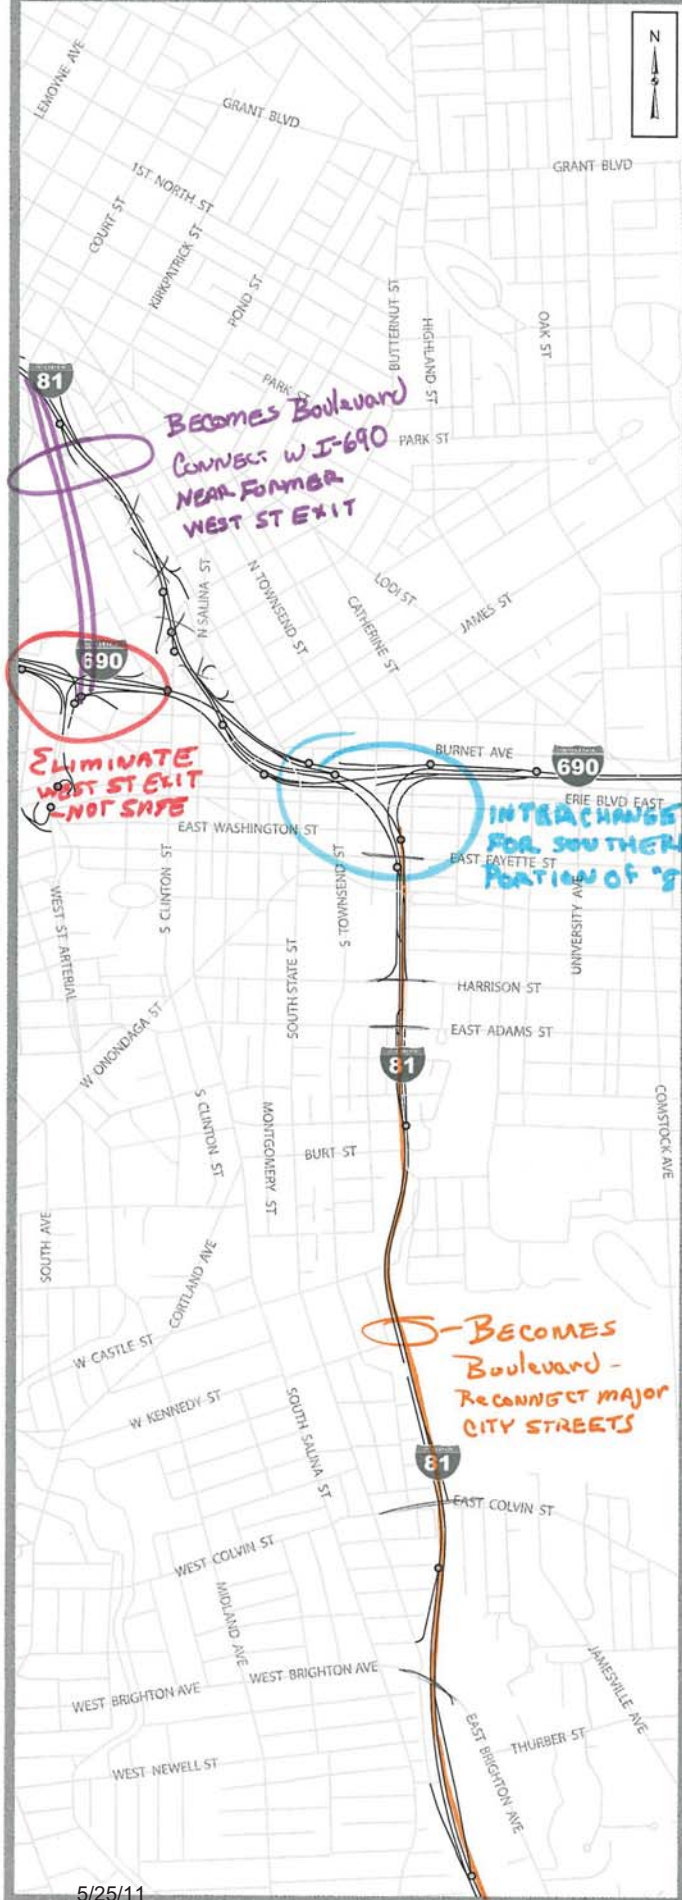 N
LEMOYNE AVE
GRANT BLVD
GRANT BLVD
1ST NORTH ST
COURT ST
KIRKPATRICK ST
POND ST
BUTTERNUT ST
HIGHLAND ST
OAK ST
81
PARK ST
BECOMES Boulevard
CONNECT W I-690
NEAR FORMER
WEST ST EXIT
PARK ST
N SALINA ST
N TOWNSEND ST
LODI ST
CATHERINE ST
JAMES ST
690
ELIMINATE
WEST ST EXIT
- NOT SAFE
BURNET AVE
690
ERIE BLVD EAST
INTERCHANGE
FOR SOUTHER
PORTION OF "8
EAST WASHINGTON ST
EAST FAYETTE ST
S CLINTON ST
S TOWNSEND ST
UNIVERSITY AVE
WEST ST ARTERIAL
SOUTH STATE ST
HARRISON ST
W ONONDAGA ST
EAST ADAMS ST
81
S CLINTON ST
MONTGOMERY ST
BURT ST
COMSTOCK AVE
SOUTH AVE
CORTLAND AVE
W CASTLE ST
- BECOMES
Boulevard -
ReCONNECT MAJOR
CITY STREETS
W KENNEDY ST
SOUTH SALINA ST
81
EAST COLVIN ST
WEST COLVIN ST
MIDLAND AVE
WEST BRIGHTON AVE
WEST BRIGHTON AVE
JAMESVILLE AVE
EAST BRIGHTON AVE
THURBER ST
WEST NEWELL ST
5/25/11